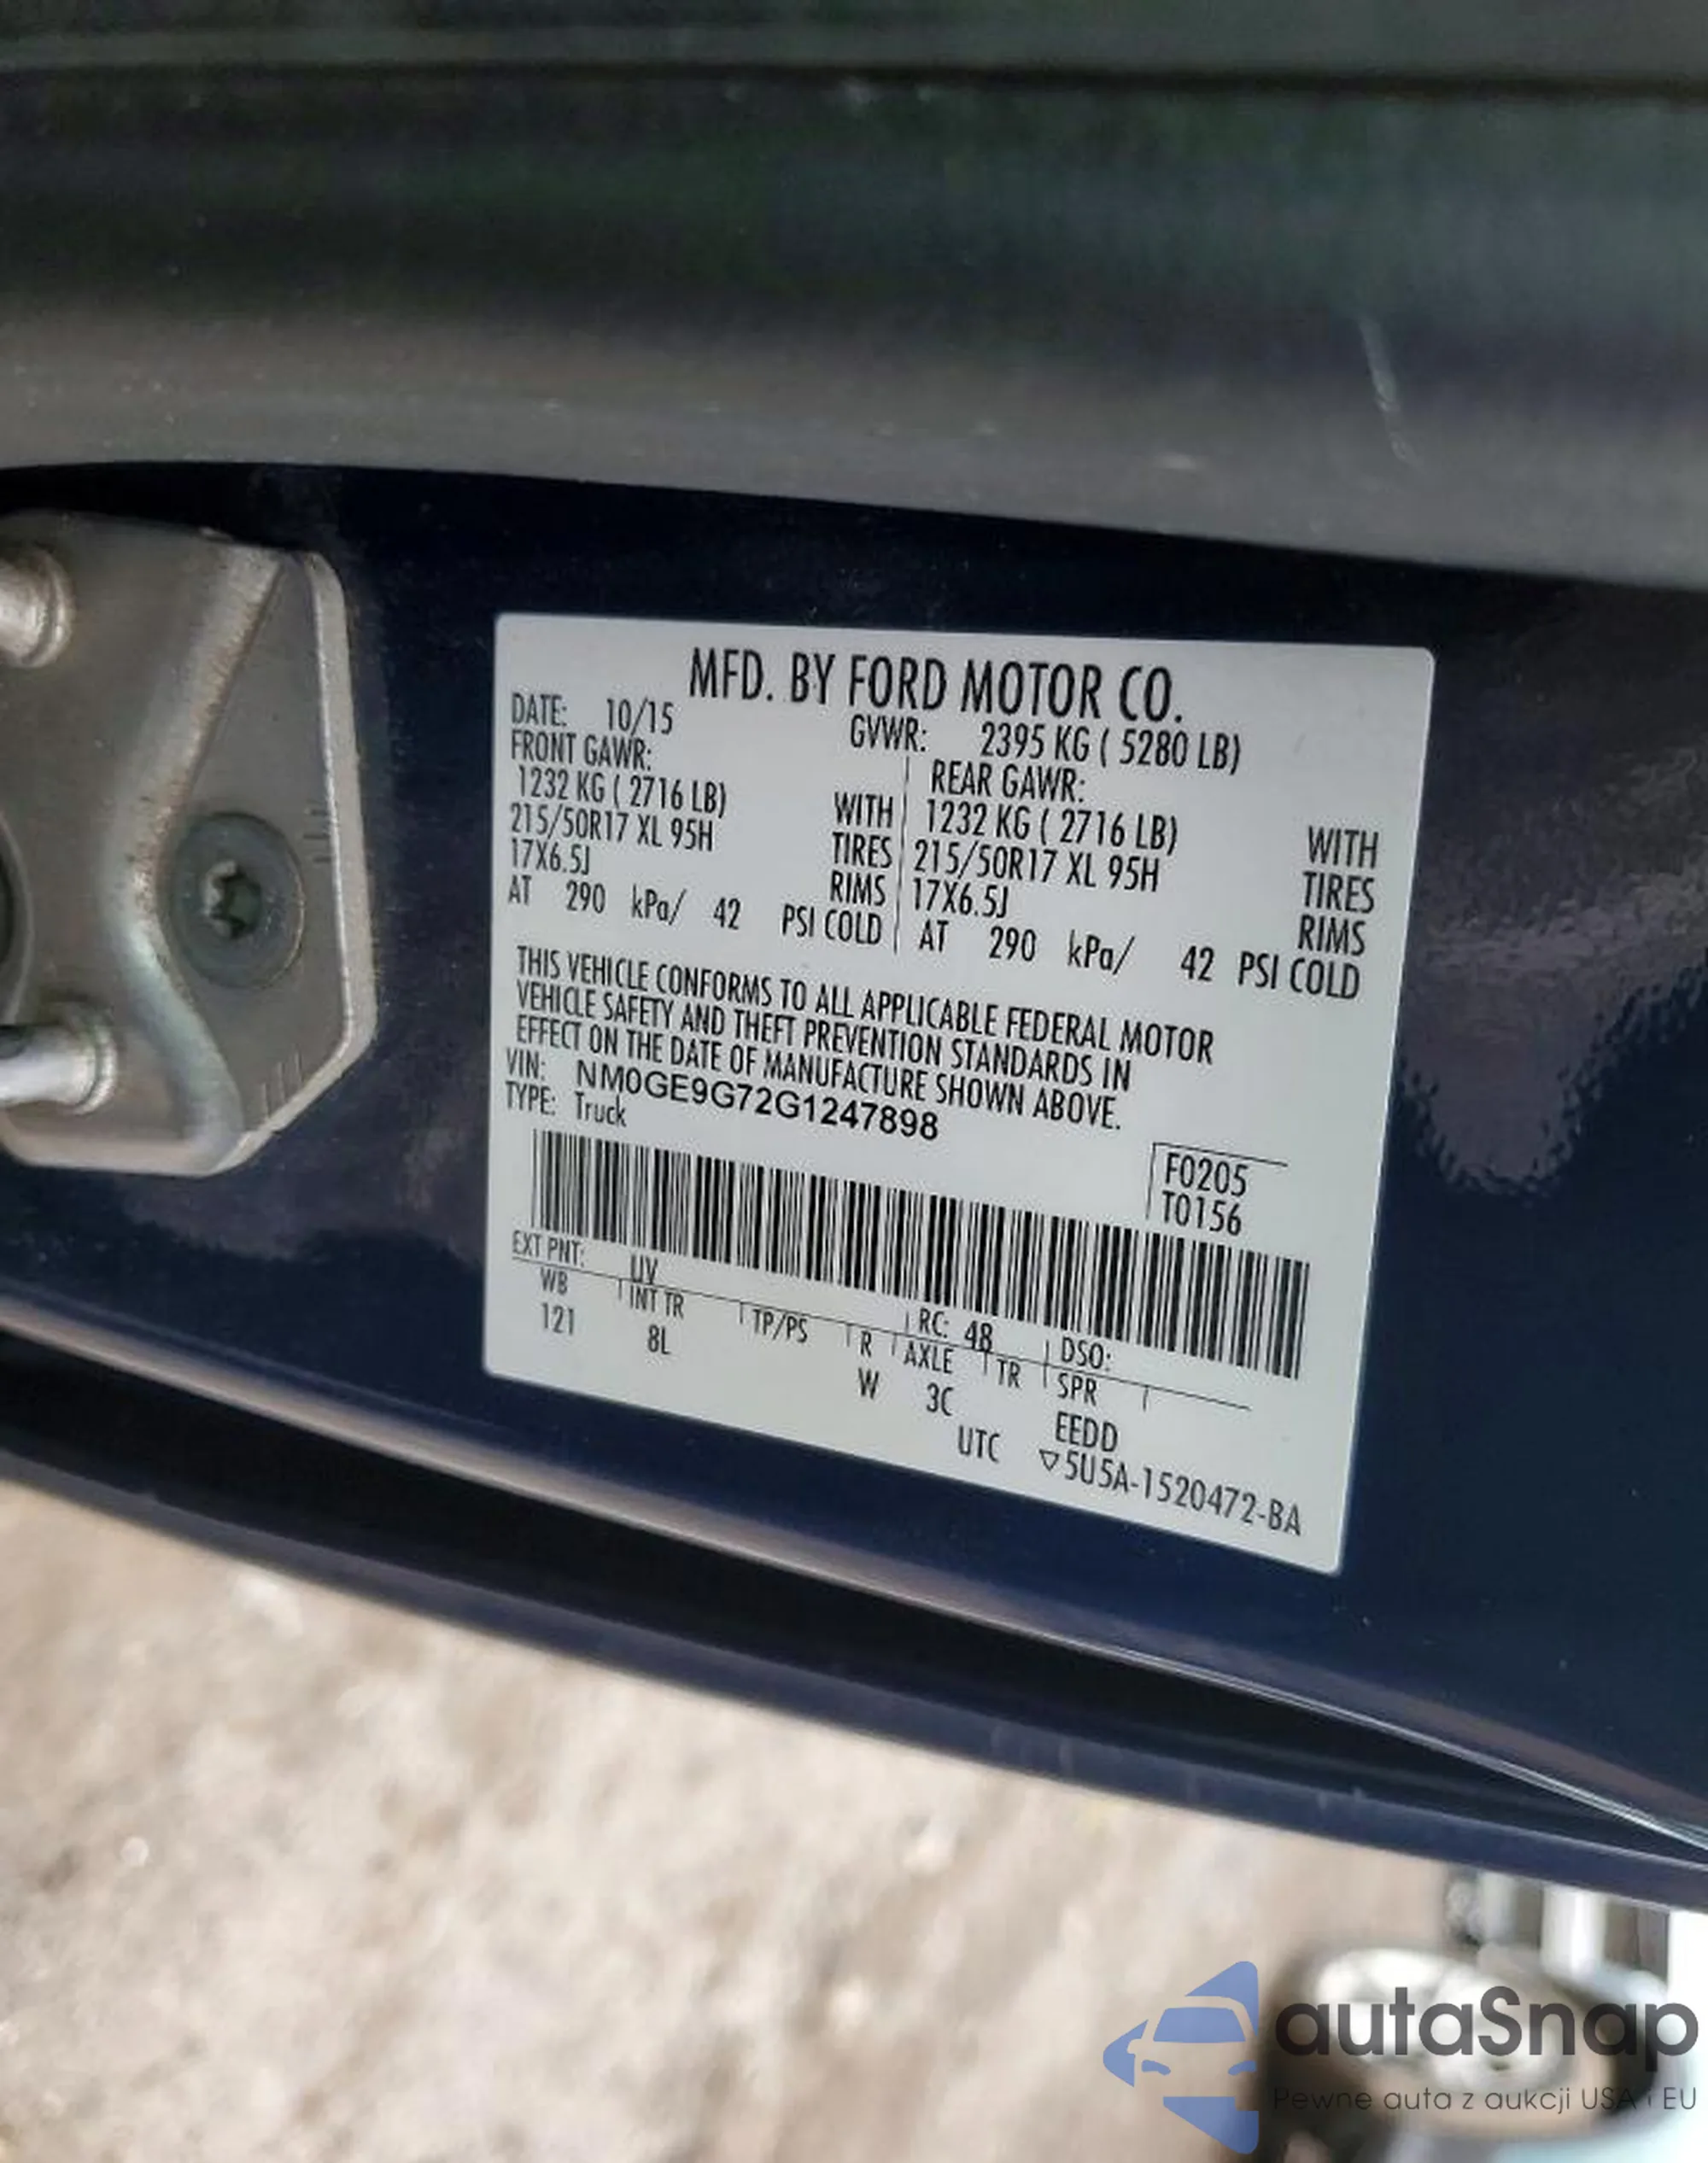 MFD. BY FORD MOTOR CO.
DATE: 10/15 GVWR: 2395 KG ( 5280 LB)
FRONT GAWR: REAR GAWR:
1232 KG ( 2716 LB) WITH 1232 KG ( 2716 LB) WITH
215/50R17 XL 95H TIRES 215/50R17 XL 95H TIRES
17X6.5J RIMS 17X6.5J RIMS
AT 290 kPa/ 42 PSI COLD AT 290 kPa/ 42 PSI COLD
THIS VEHICLE CONFORMS TO ALL APPLICABLE FEDERAL MOTOR
VEHICLE SAFETY AND THEFT PREVENTION STANDARDS IN
EFFECT ON THE DATE OF MANUFACTURE SHOWN ABOVE.
VIN: NM0GE9G72G1247898
TYPE: Truck
F0205
T0156
EXT PNT: UV RC: 48 DSO:
WB INT TR TP/PS R AXLE TR SPR
121 8L W 3C EEDD
UTC ▽5U5A-1520472-BA
autaSnap
Pewne auta z aukcji USA i EU